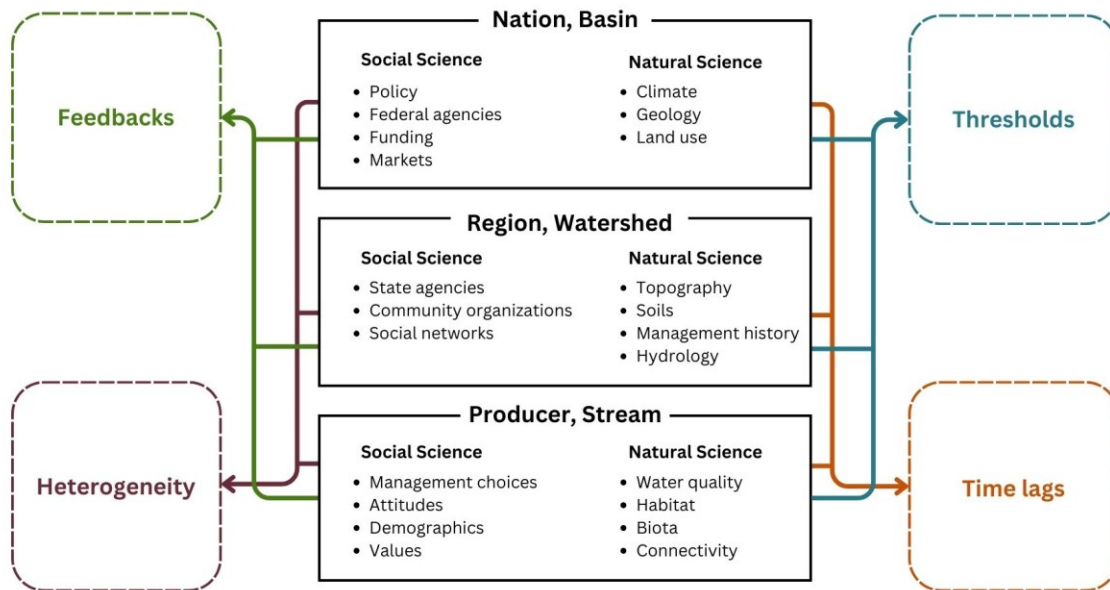 Nation, Basin
Social Science
• Policy
• Federal agencies
• Funding
• Markets
Natural Science
• Climate
• Geology
• Land use
Feedbacks
Thresholds
Region, Watershed
Social Science
• State agencies
• Community organizations
• Social networks
Natural Science
• Topography
• Soils
• Management history
• Hydrology
Producer, Stream
Social Science
• Management choices
• Attitudes
• Demographics
• Values
Natural Science
• Water quality
• Habitat
• Biota
• Connectivity
Heterogeneity
Time lags